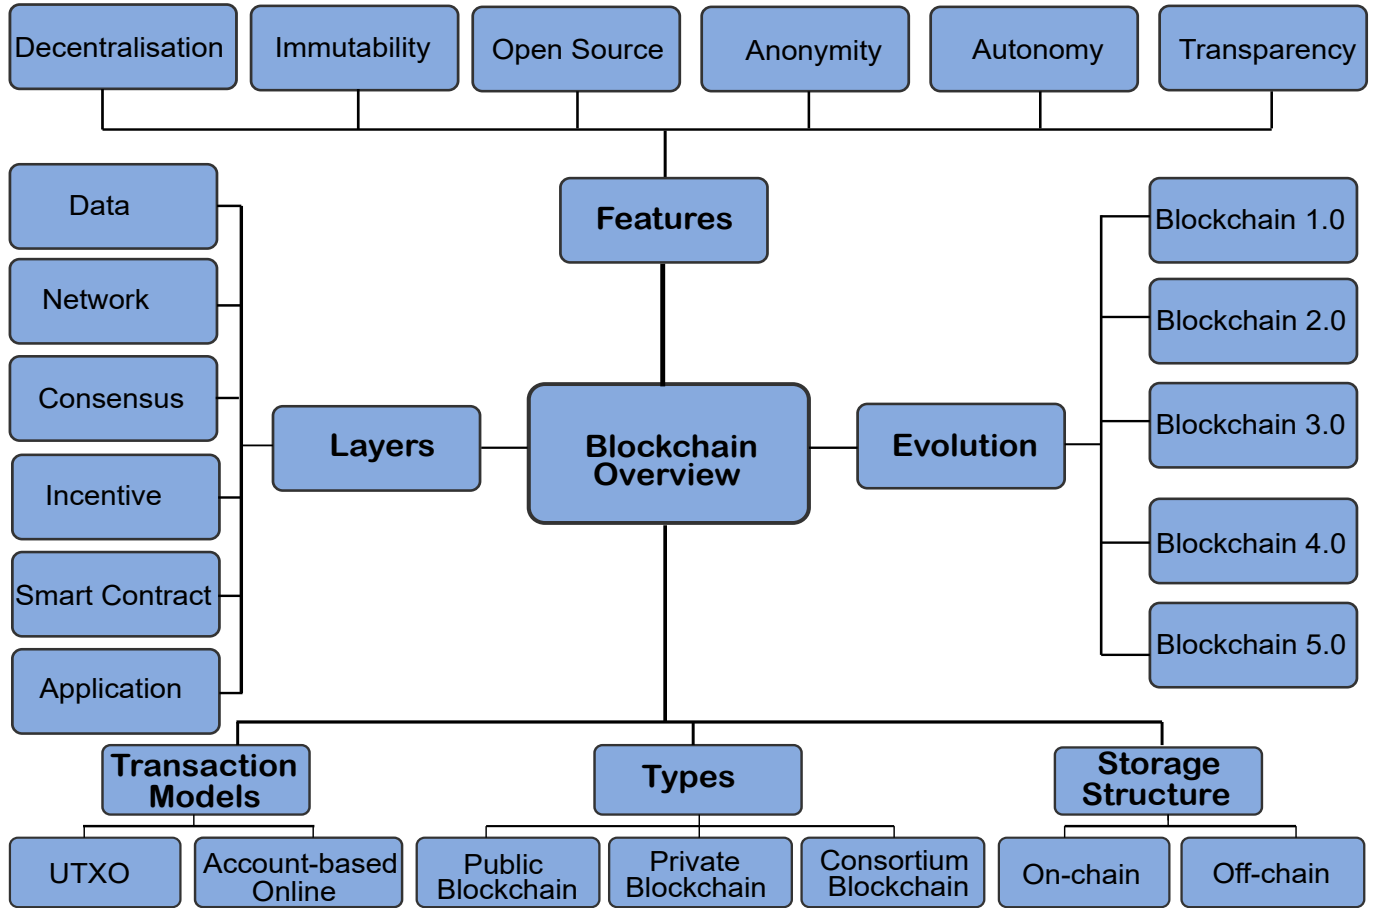 Decentralisation
Immutability
Open Source
Anonymity
Autonomy
Transparency
Features
Data
Network
Consensus
Incentive
Smart Contract
Application
Layers
Blockchain
Overview
Evolution
Blockchain 1.0
Blockchain 2.0
Blockchain 3.0
Blockchain 4.0
Blockchain 5.0
Transaction
Models
Types
Storage
Structure
UTXO
Account-based
Online
Public
Blockchain
Private
Blockchain
Consortium
Blockchain
On-chain
Off-chain